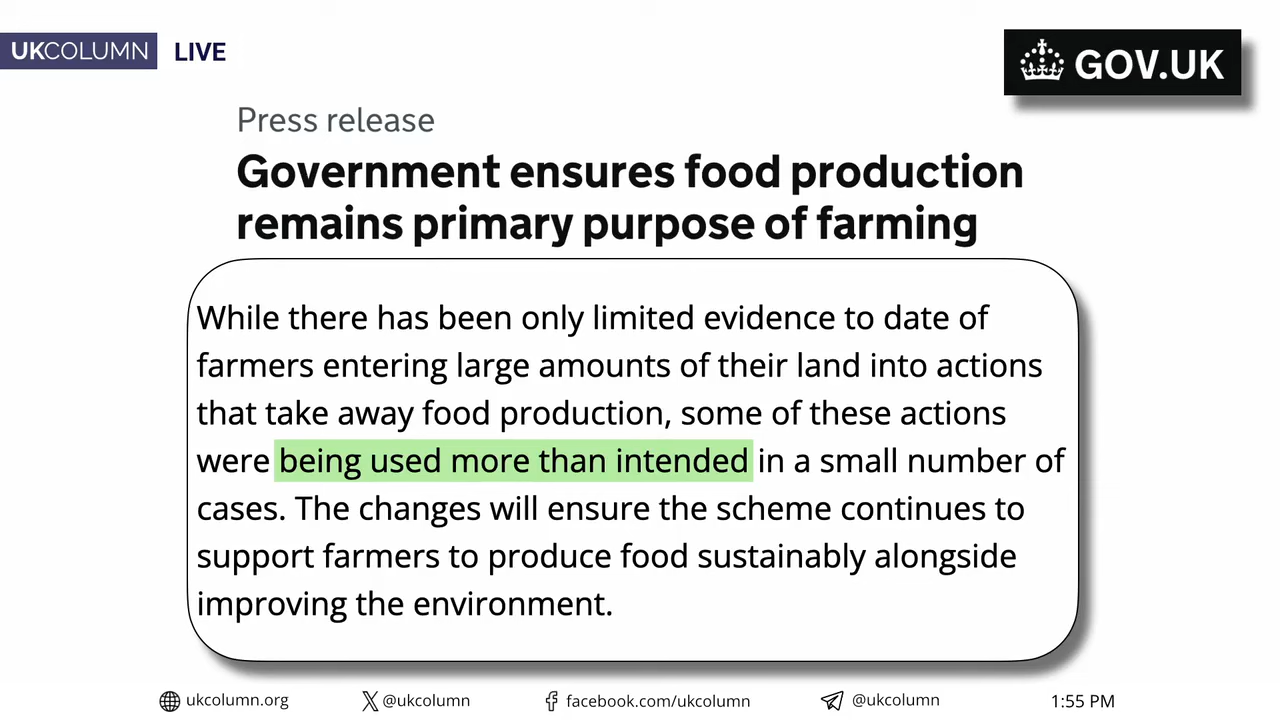 UKCOLUMN LIVE
GOV.UK
Press release
Government ensures food production
remains primary purpose of farming
While there has been only limited evidence to date of
farmers entering large amounts of their land into actions
that take away food production, some of these actions
were being used more than intended in a small number of
cases. The changes will ensure the scheme continues to
support farmers to produce food sustainably alongside
improving the environment.
ukcolumn.org @ukcolumn facebook.com/ukcolumn @ukcolumn 1:55 PM